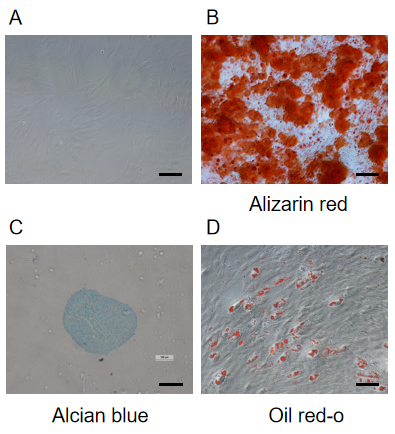 A
B
Alizarin red
C
D
Alcian blue
Oil red-o